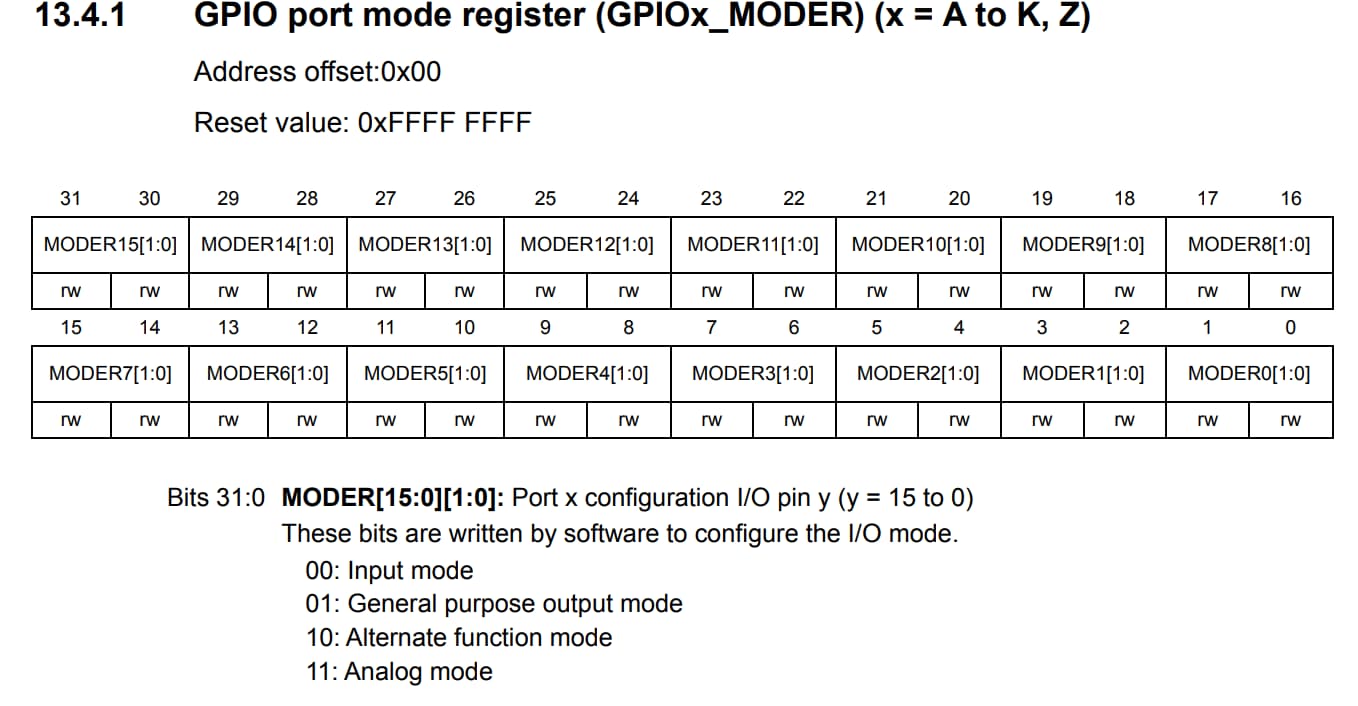 13.4.1 GPIO port mode register (GPIOx_MODER) (x = A to K, Z)
Address offset:0x00
Reset value: 0xFFFF FFFF
31 30 29 28 27 26 25 24 23 22 21 20 19 18 17 16
MODER15[1:0] MODER14[1:0] MODER13[1:0] MODER12[1:0] MODER11[1:0] MODER10[1:0] MODER9[1:0] MODER8[1:0]
rw rw rw rw rw rw rw rw rw rw rw rw rw rw rw rw
15 14 13 12 11 10 9 8 7 6 5 4 3 2 1 0
MODER7[1:0] MODER6[1:0] MODER5[1:0] MODER4[1:0] MODER3[1:0] MODER2[1:0] MODER1[1:0] MODER0[1:0]
rw rw rw rw rw rw rw rw rw rw rw rw rw rw rw rw
Bits 31:0 MODER[15:0][1:0]: Port x configuration I/O pin y (y = 15 to 0)
These bits are written by software to configure the I/O mode.
00: Input mode
01: General purpose output mode
10: Alternate function mode
11: Analog mode